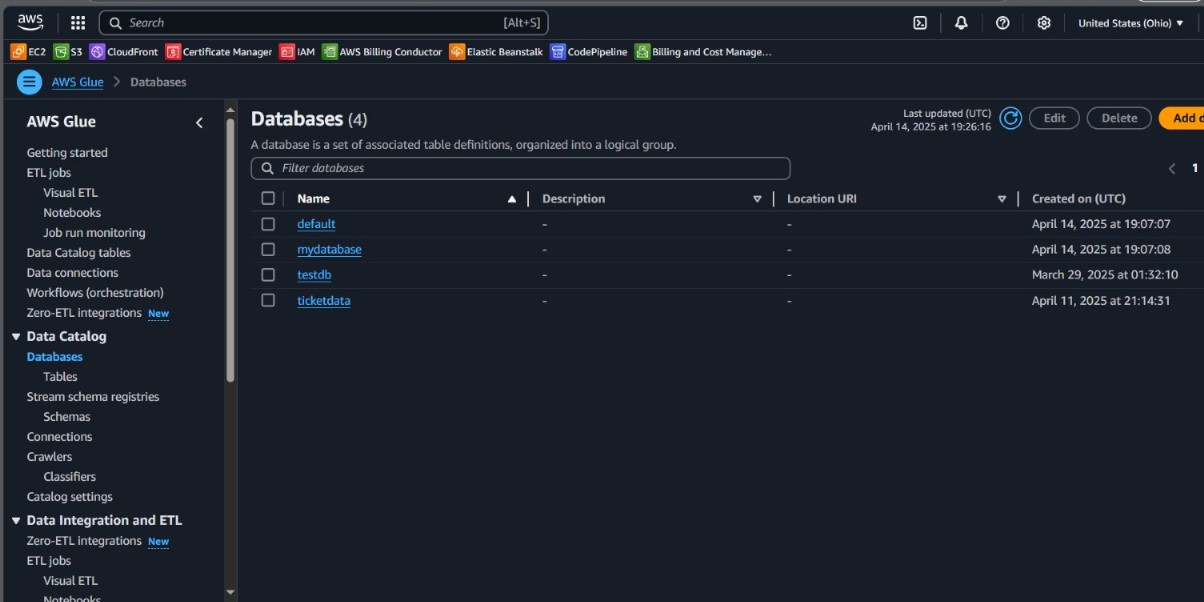 aws Search [Alt+S] United States (Ohio)
EC2 S3 CloudFront Certificate Manager IAM AWS Billing Conductor Elastic Beanstalk CodePipeline Billing and Cost Manage...
AWS Glue Databases
AWS Glue
Getting started
ETL jobs
Visual ETL
Notebooks
Job run monitoring
Data Catalog tables
Data connections
Workflows (orchestration)
Zero-ETL integrations New
Data Catalog
Databases
Tables
Stream schema registries
Schemas
Connections
Crawlers
Classifiers
Catalog settings
Data Integration and ETL
Zero-ETL integrations New
ETL jobs
Visual ETL
Notebooks
Databases (4)
Last updated (UTC)
April 14, 2025 at 19:26:16
Edit Delete Add d
A database is a set of associated table definitions, organized into a logical group.
Filter databases 1
Name Description Location URI Created on (UTC)
default - - April 14, 2025 at 19:07:07
mydatabase - - April 14, 2025 at 19:07:08
testdb - - March 29, 2025 at 01:32:10
ticketdata - - April 11, 2025 at 21:14:31